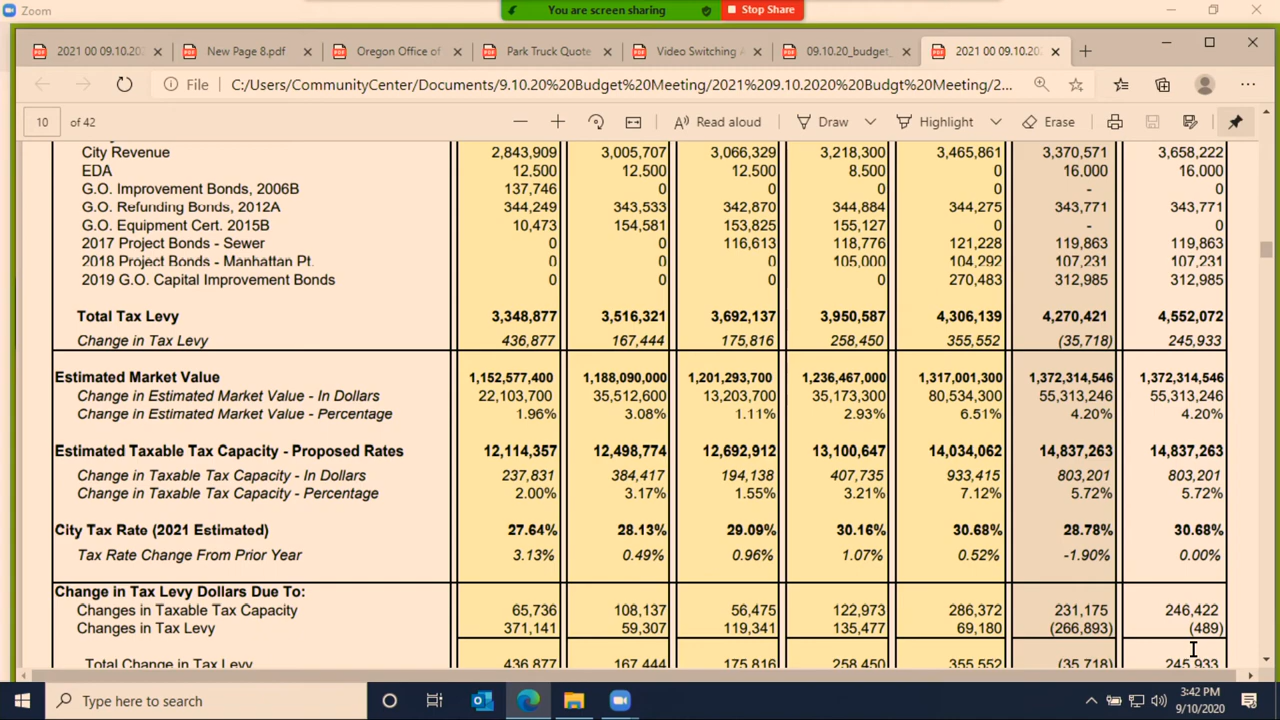 Zoom
You are screen sharing
Stop Share
2021 00 09.10.20
New Page 8.pdf
Oregon Office of
Park Truck Quote
Video Switching
09.10.20_budget_
2021 00 09.10.20
File C:/Users/CommunityCenter/Documents/9.10.20%20Budget%20Meeting/2021%209.10.2020%20Budgt%20Meeting/2...
10 of 42
Read aloud
Draw
Highlight
Erase
City Revenue 2,843,909 3,005,707 3,066,329 3,218,300 3,465,861 3,370,571 3,658,222
EDA 12,500 12,500 12,500 8,500 0 16,000 16,000
G.O. Improvement Bonds, 2006B 137,746 0 0 0 0 - 0
G.O. Refunding Bonds, 2012A 344,249 343,533 342,870 344,884 344,275 343,771 343,771
G.O. Equipment Cert. 2015B 10,473 154,581 153,825 155,127 0 - 0
2017 Project Bonds - Sewer 0 0 116,613 118,776 121,228 119,863 119,863
2018 Project Bonds - Manhattan Pt. 0 0 0 105,000 104,292 107,231 107,231
2019 G.O. Capital Improvement Bonds 0 0 0 0 270,483 312,985 312,985
Total Tax Levy 3,348,877 3,516,321 3,692,137 3,950,587 4,306,139 4,270,421 4,552,072
Change in Tax Levy 436,877 167,444 175,816 258,450 355,552 (35,718) 245,933
Estimated Market Value 1,152,577,400 1,188,090,000 1,201,293,700 1,236,467,000 1,317,001,300 1,372,314,546 1,372,314,546
Change in Estimated Market Value - In Dollars 22,103,700 35,512,600 13,203,700 35,173,300 80,534,300 55,313,246 55,313,246
Change in Estimated Market Value - Percentage 1.96% 3.08% 1.11% 2.93% 6.51% 4.20% 4.20%
Estimated Taxable Tax Capacity - Proposed Rates 12,114,357 12,498,774 12,692,912 13,100,647 14,034,062 14,837,263 14,837,263
Change in Taxable Tax Capacity - In Dollars 237,831 384,417 194,138 407,735 933,415 803,201 803,201
Change in Taxable Tax Capacity - Percentage 2.00% 3.17% 1.55% 3.21% 7.12% 5.72% 5.72%
City Tax Rate (2021 Estimated) 27.64% 28.13% 29.09% 30.16% 30.68% 28.78% 30.68%
Tax Rate Change From Prior Year 3.13% 0.49% 0.96% 1.07% 0.52% -1.90% 0.00%
Change in Tax Levy Dollars Due To:
Changes in Taxable Tax Capacity 65,736 108,137 56,475 122,973 286,372 231,175 246,422
Changes in Tax Levy 371,141 59,307 119,341 135,477 69,180 (266,893) (489)
Total Change in Tax Levy 436,877 167,444 175,816 258,450 355,552 (35,718) 245,933
Type here to search
3:42 PM
9/10/2020